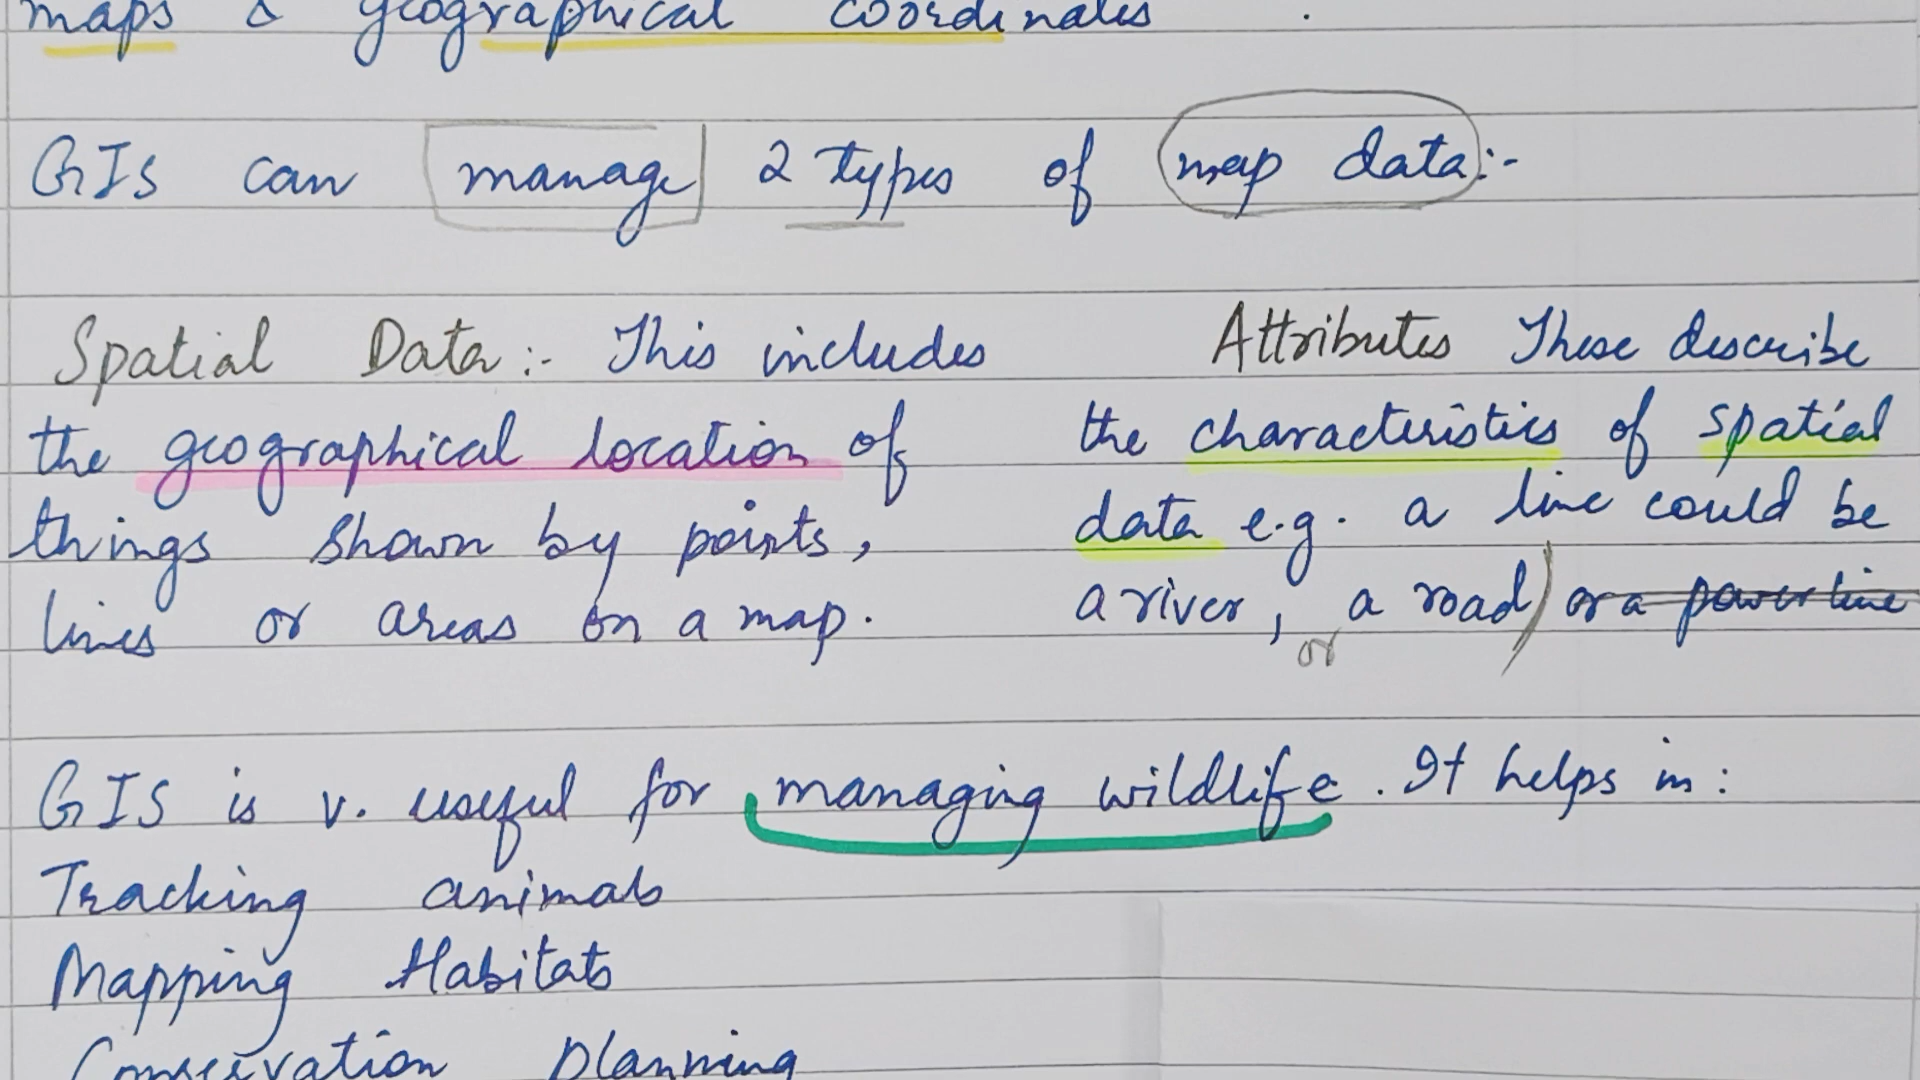 maps & geographical coordinates .
GIS can manage 2 types of map data:-
Spatial Data:- This includes
the geographical location of
things shown by points,
lines or areas on a map.
Attributes These describe
the characteristics of spatial
data e.g. a line could be
a river, or a road) or a power line
GIS is v. useful for managing wildlife. It helps in:
Tracking animals
Mapping Habitats
Conservation planning